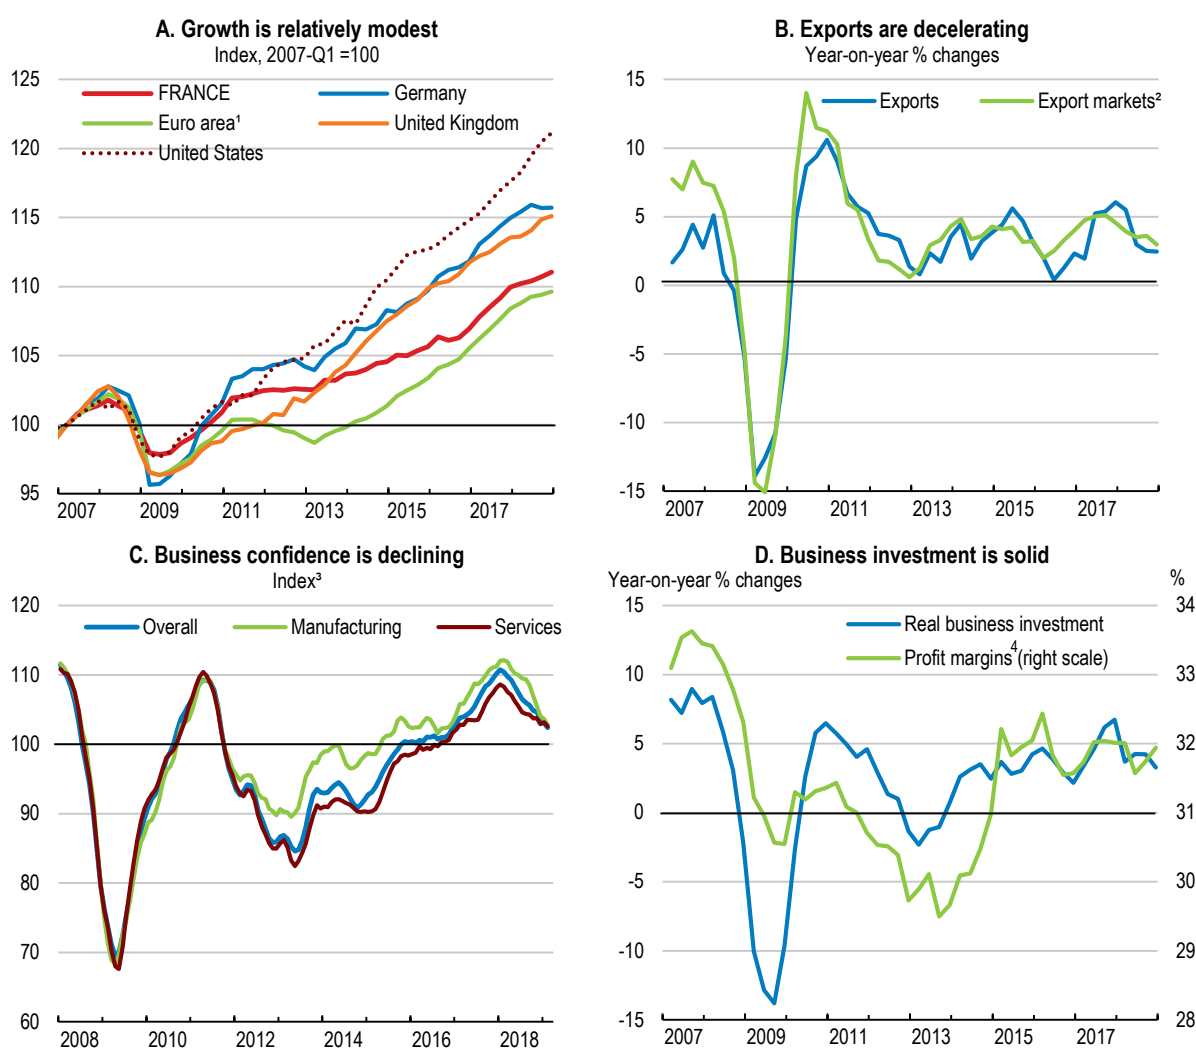 A. Growth is relatively modest
Index, 2007-Q1 =100
125
120
115
110
105
100
95
FRANCE
Germany
Euro area¹
United Kingdom
United States
2007 2009 2011 2013 2015 2017
B. Exports are decelerating
Year-on-year % changes
15
10
5
0
-5
-10
-15
Exports
Export markets²
2007 2009 2011 2013 2015 2017
C. Business confidence is declining
Index³
120
110
100
90
80
70
60
Overall
Manufacturing
Services
2008 2010 2012 2014 2016 2018
D. Business investment is solid
Year-on-year % changes
%
15
10
5
0
-5
-10
-15
34
33
32
31
30
29
28
Real business investment
Profit margins⁴(right scale)
2007 2009 2011 2013 2015 2017